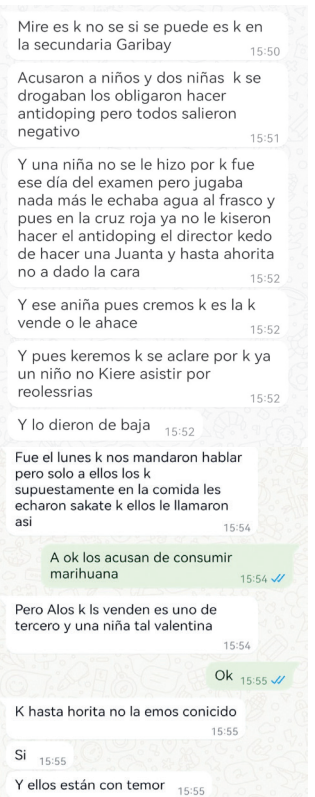 Mire es k no se si se puede es k en
la secundaria Garibay
15:50
Acusaron a niños y dos niñas  k se
drogaban los obligaron hacer
antidoping pero todos salieron
negativo
15:51
Y una niña no se le hizo por k fue
ese día del examen pero jugaba
nada más le echaba agua al frasco y
pues en la cruz roja ya no le kiseron
hacer el antidoping el director kedo
de hacer una Juanta y hasta ahorita
no a dado la cara
15:52
Y ese aniña pues cremos k es la k
vende o le ahace
15:52
Y pues keremos k se aclare por k ya
un niño no Kiere asistir por
reolessrias
15:52
Y lo dieron de baja
15:52
Fue el lunes k nos mandaron hablar
pero solo a ellos los k
supuestamente en la comida les
echaron sakate k ellos le llamaron
asi
15:54
A ok los acusan de consumir
marihuana
15:54
Pero Alos k ls venden es uno de
tercero y una niña tal valentina
15:54
Ok
15:55
K hasta horita no la emos conicido
15:55
Si
15:55
Y ellos están con temor
15:55